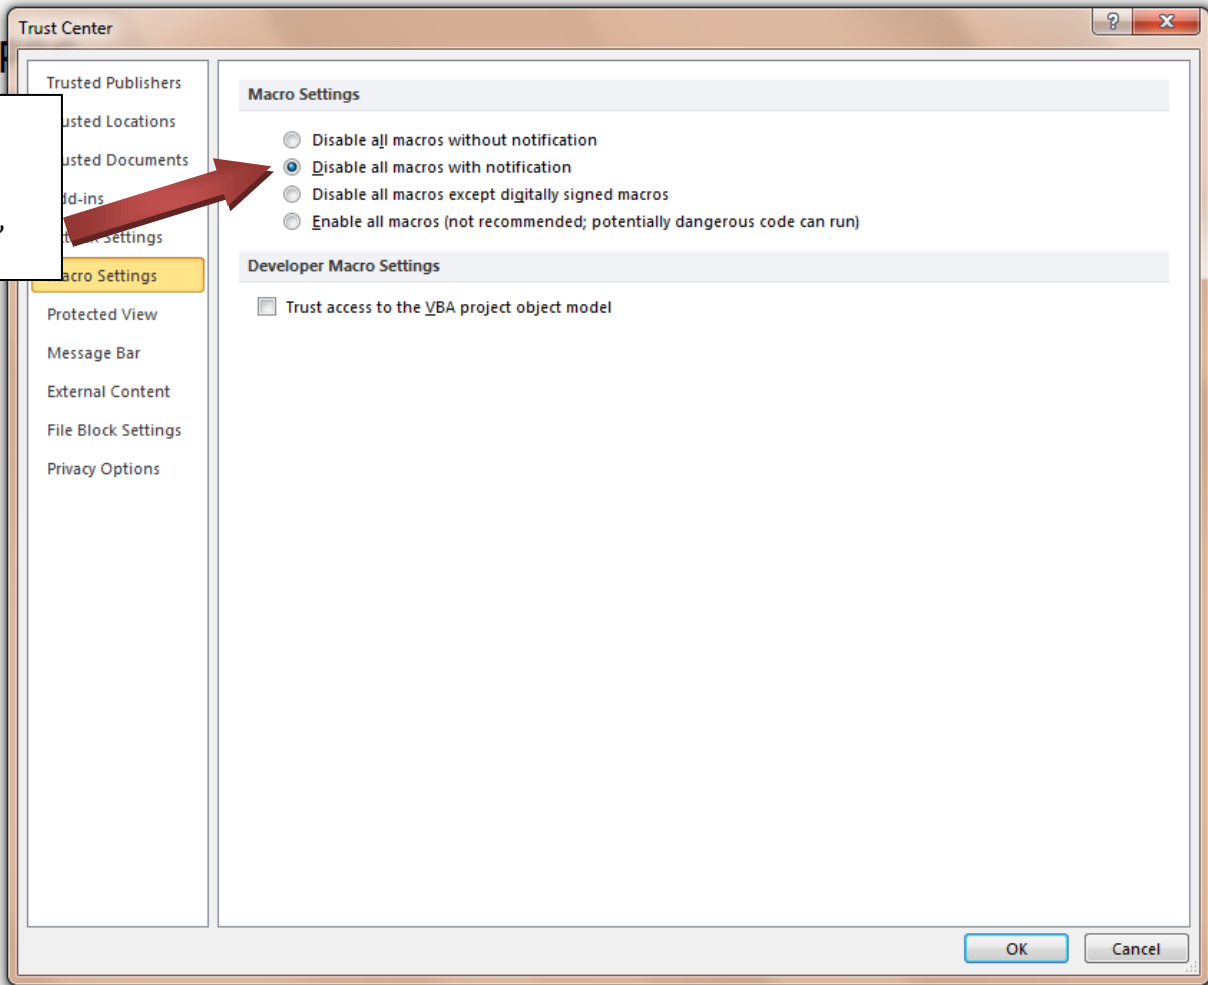 Trust Center
Trusted Publishers
usted Locations
usted Documents
dd-ins
Settings
acro Settings
Protected View
Message Bar
External Content
File Block Settings
Privacy Options
Macro Settings
Disable all macros without notification
Disable all macros with notification
Disable all macros except digitally signed macros
Enable all macros (not recommended; potentially dangerous code can run)
Developer Macro Settings
Trust access to the VBA project object model
OK
Cancel